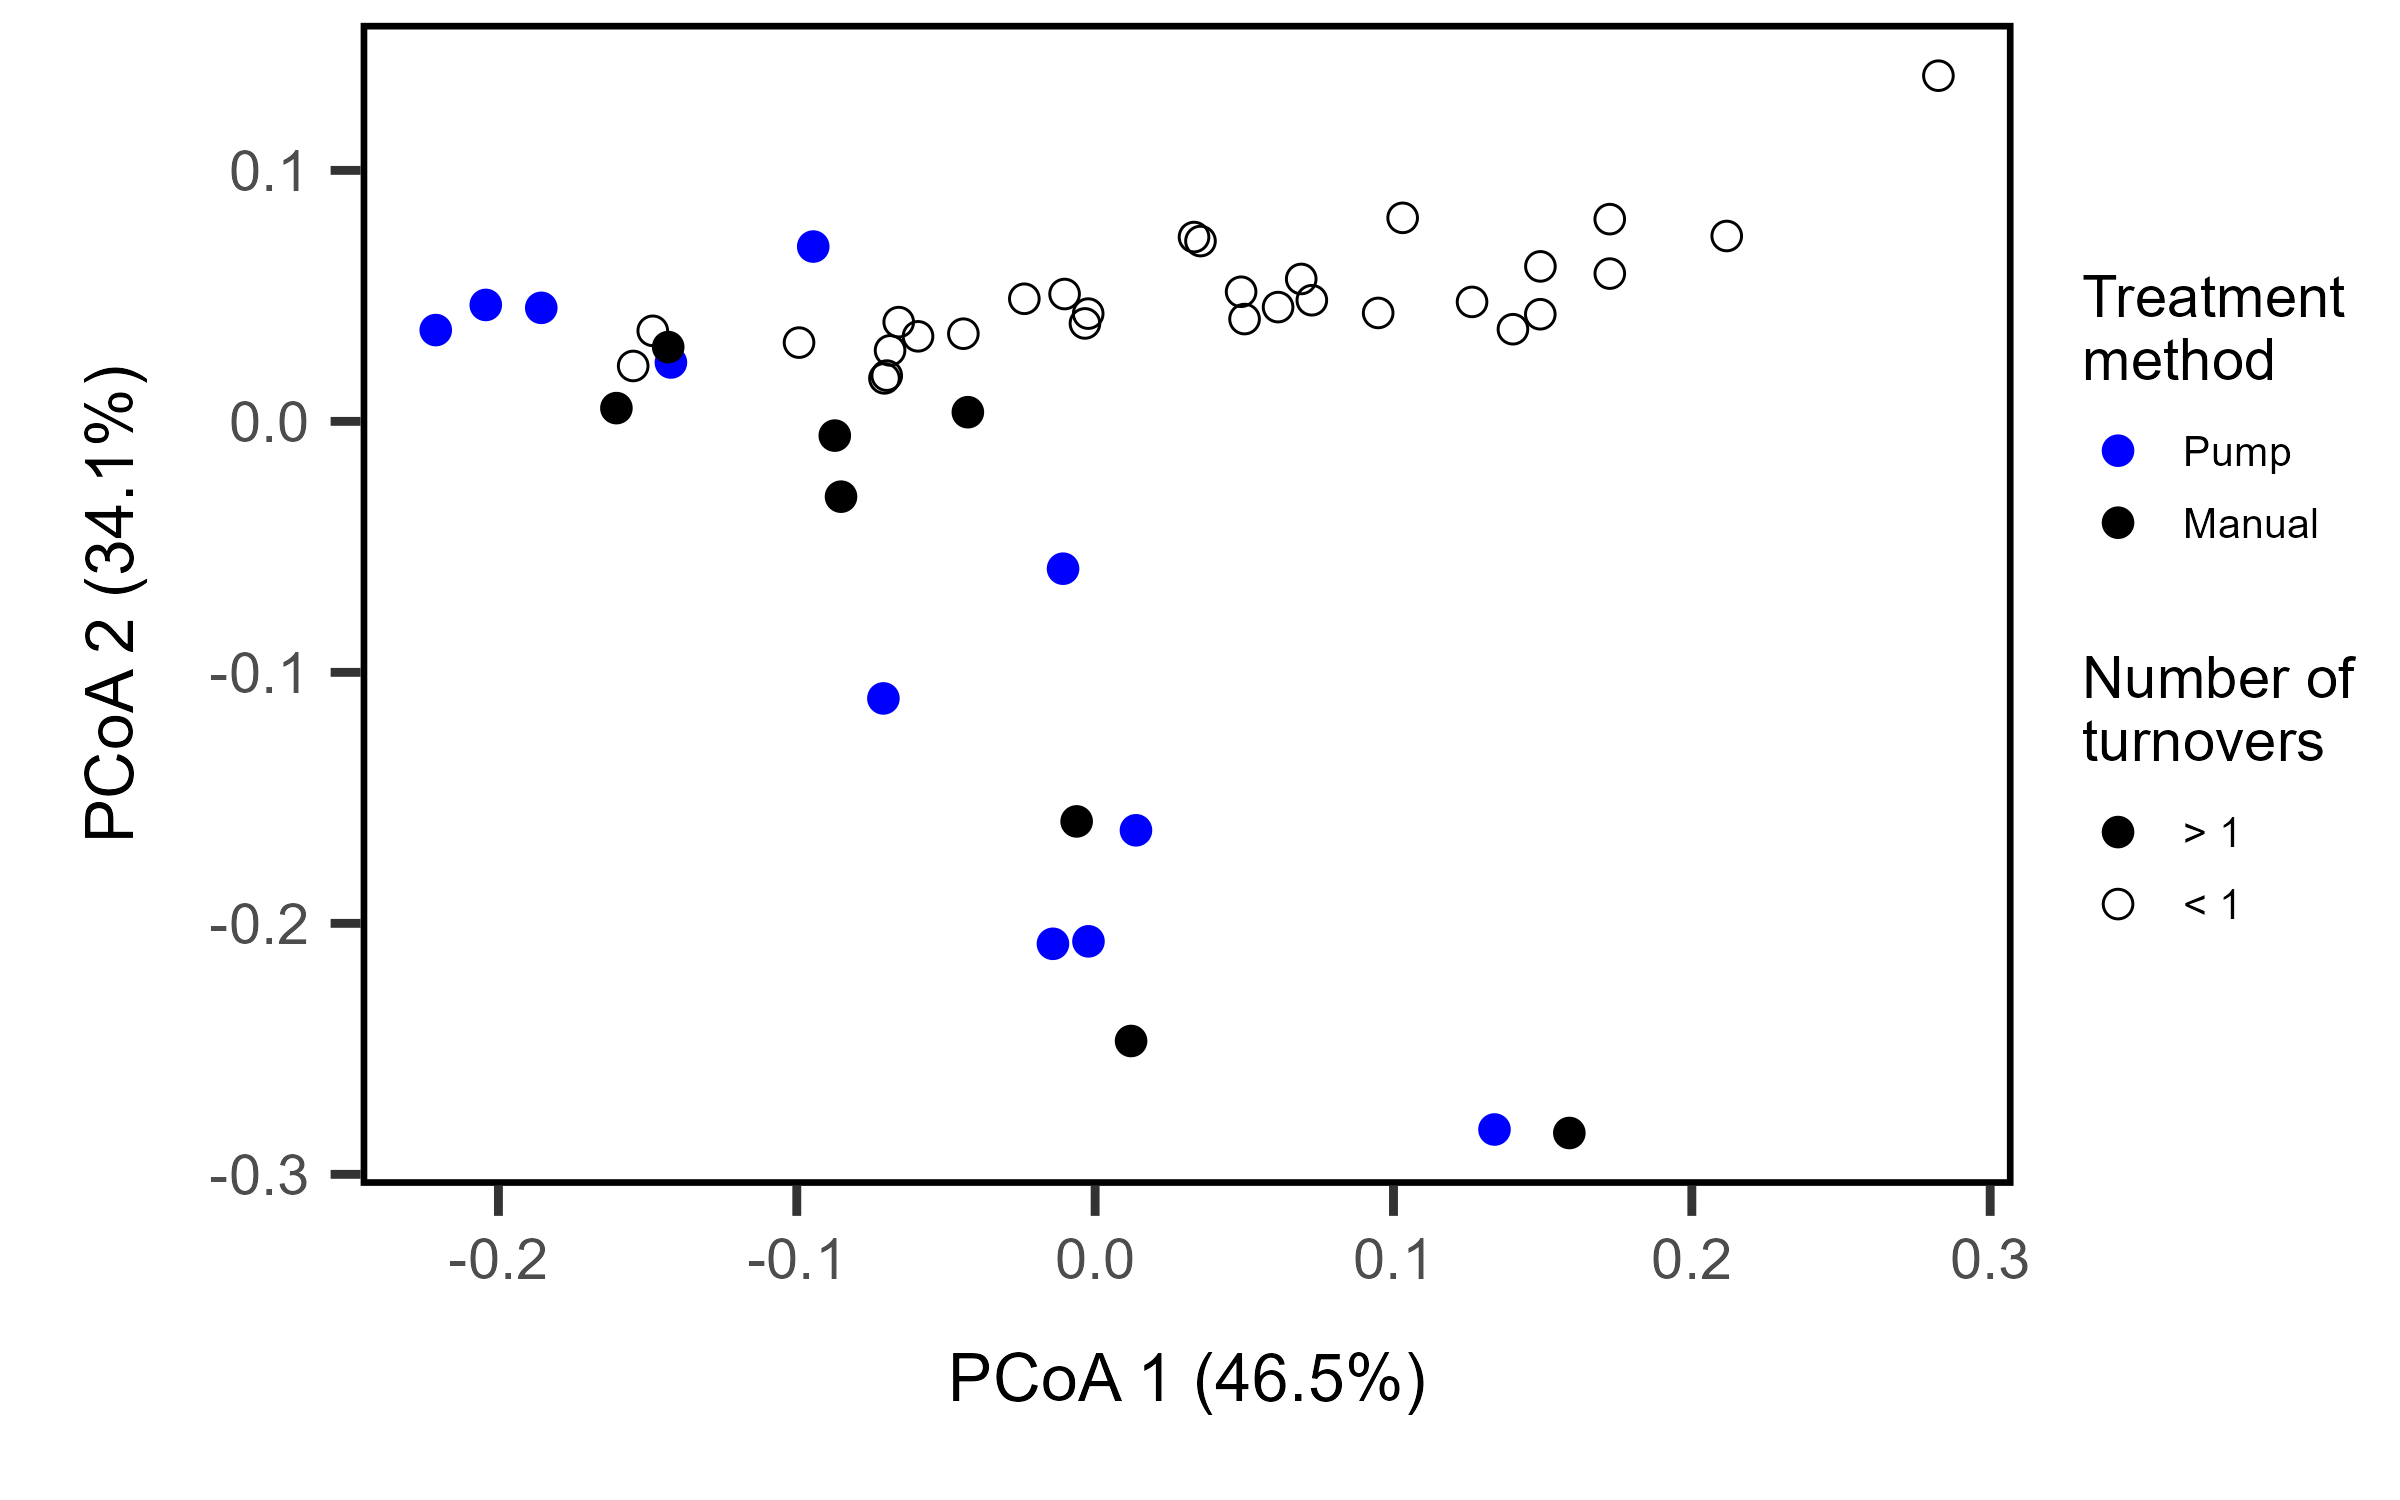 0.1
0.0
-0.1
-0.2
-0.3
PCoA 2 (34.1%)
-0.2
-0.1
0.0
0.1
0.2
0.3
PCoA 1 (46.5%)
Treatment
method
Pump
Manual
Number of
turnovers
> 1
< 1